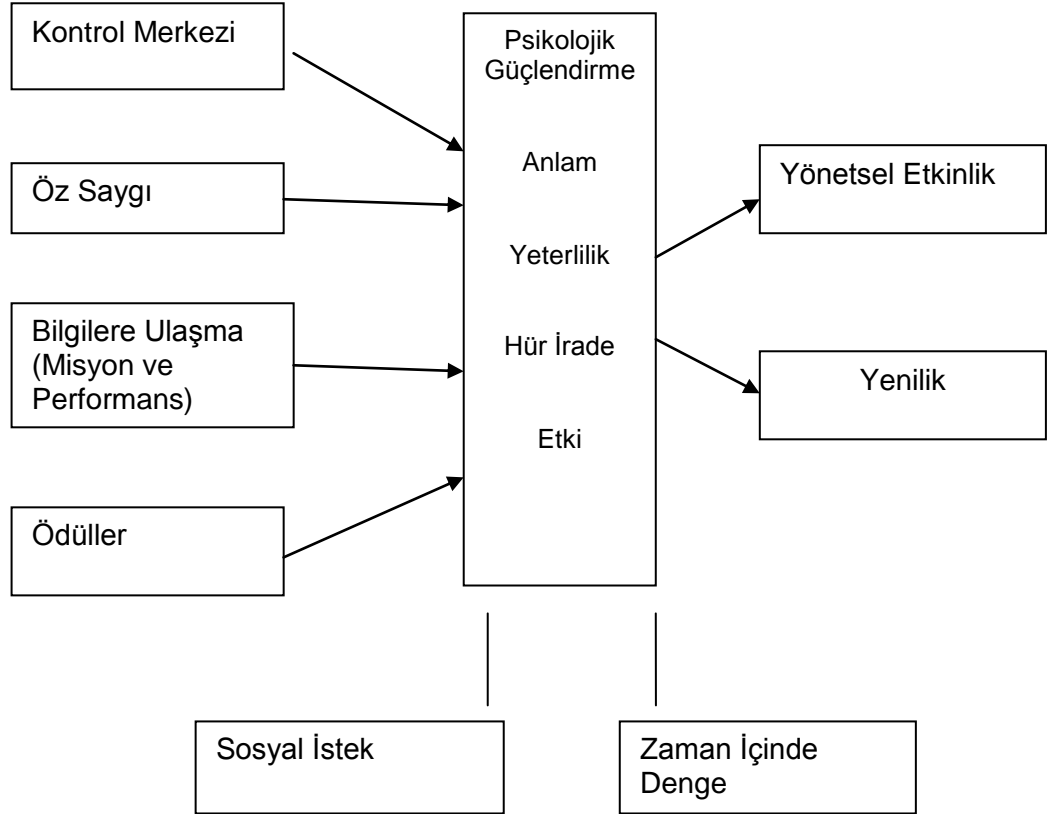 Kontrol Merkezi
Öz Saygı
Bilgilere Ulaşma
(Misyon ve
Performans)
Ödüller
Psikolojik
Güçlendirme
Anlam
Yeterlilik
Hür İrade
Etki
Yönetsel Etkinlik
Yenilik
Sosyal İstek
Zaman İçinde
Denge